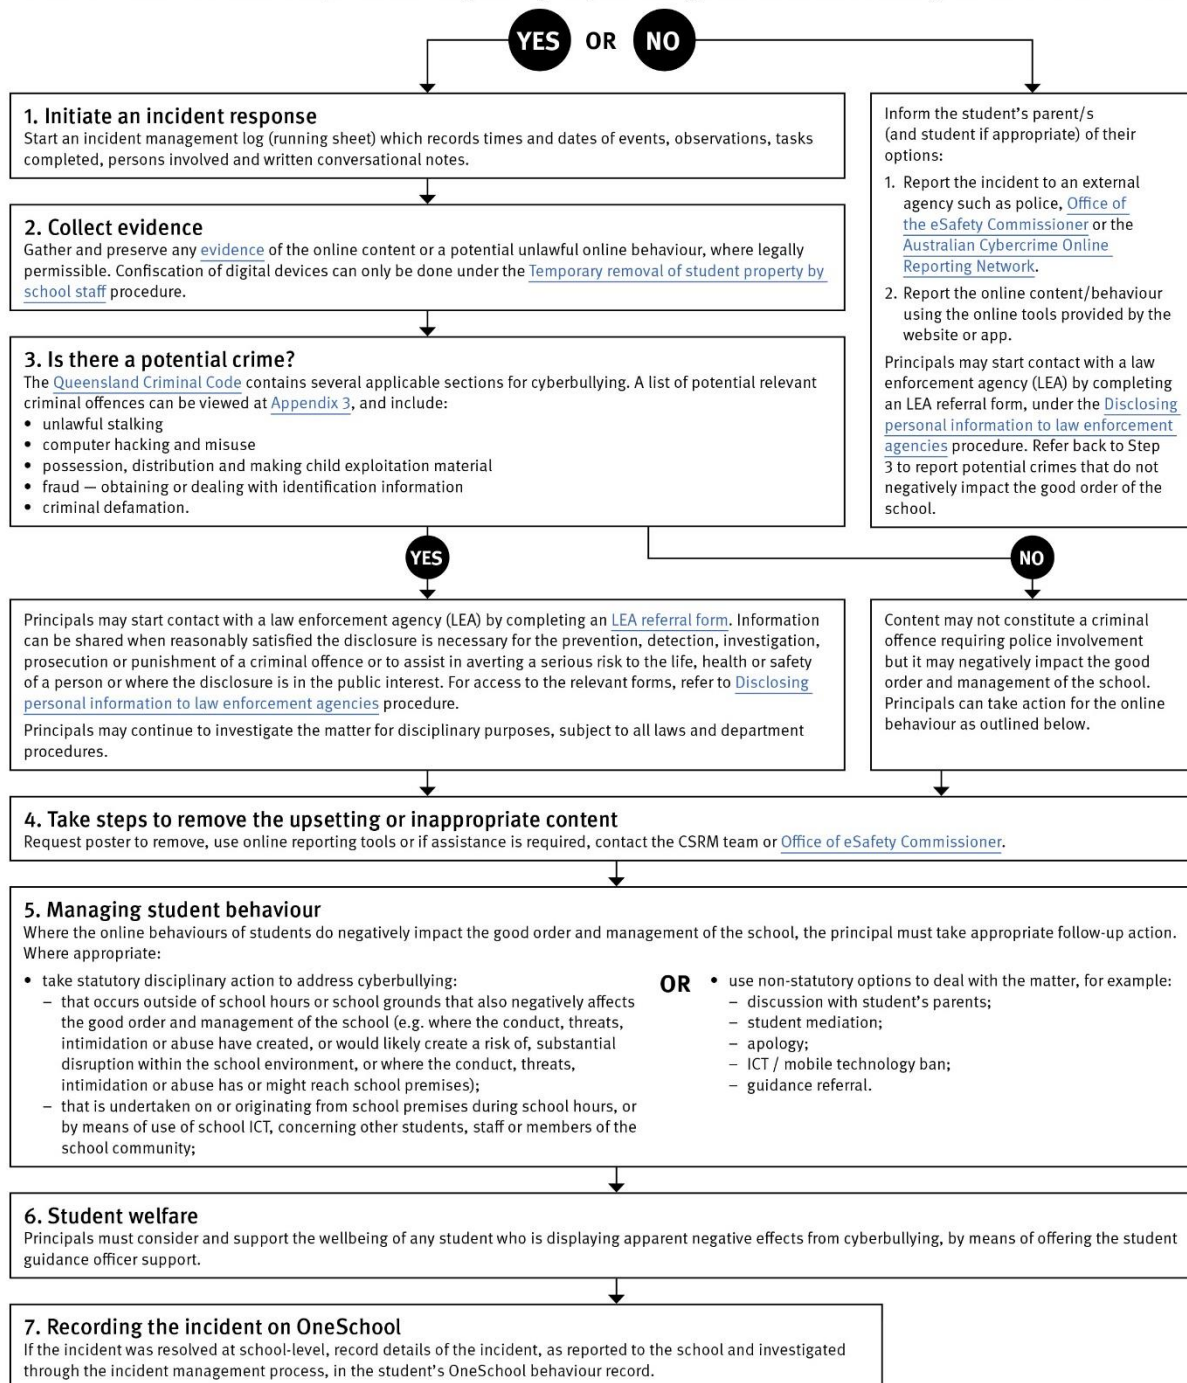 YES OR NO
1. Initiate an incident response
Start an incident management log (running sheet) which records times and dates of events, observations, tasks
completed, persons involved and written conversational notes.
2. Collect evidence
Gather and preserve any evidence of the online content or a potential unlawful online behaviour, where legally
permissible. Confiscation of digital devices can only be done under the Temporary removal of student property by
school staff procedure.
3. Is there a potential crime?
The Queensland Criminal Code contains several applicable sections for cyberbullying. A list of potential relevant
criminal offences can be viewed at Appendix 3, and include:
• unlawful stalking
• computer hacking and misuse
• possession, distribution and making child exploitation material
• fraud — obtaining or dealing with identification information
• criminal defamation.
Inform the student's parent/s
(and student if appropriate) of their
options:
1. Report the incident to an external
agency such as police, Office of
the eSafety Commissioner or the
Australian Cybercrime Online
Reporting Network.
2. Report the online content/behaviour
using the online tools provided by the
website or app.
Principals may start contact with a law
enforcement agency (LEA) by completing
an LEA referral form, under the Disclosing
personal information to law enforcement
agencies procedure. Refer back to Step
3 to report potential crimes that do not
negatively impact the good order of the
school.
YES
NO
Principals may start contact with a law enforcement agency (LEA) by completing an LEA referral form. Information
can be shared when reasonably satisfied the disclosure is necessary for the prevention, detection, investigation,
prosecution or punishment of a criminal offence or to assist in averting a serious risk to the life, health or safety
of a person or where the disclosure is in the public interest. For access to the relevant forms, refer to Disclosing
personal information to law enforcement agencies procedure.
Principals may continue to investigate the matter for disciplinary purposes, subject to all laws and department
procedures.
Content may not constitute a criminal
offence requiring police involvement
but it may negatively impact the good
order and management of the school.
Principals can take action for the online
behaviour as outlined below.
4. Take steps to remove the upsetting or inappropriate content
Request poster to remove, use online reporting tools or if assistance is required, contact the CSRM team or Office of eSafety Commissioner.
5. Managing student behaviour
Where the online behaviours of students do negatively impact the good order and management of the school, the principal must take appropriate follow-up action.
Where appropriate:
• take statutory disciplinary action to address cyberbullying:
– that occurs outside of school hours or school grounds that also negatively affects
the good order and management of the school (e.g. where the conduct, threats,
intimidation or abuse have created, or would likely create a risk of, substantial
disruption within the school environment, or where the conduct, threats,
intimidation or abuse has or might reach school premises);
– that is undertaken on or originating from school premises during school hours, or
by means of use of school ICT, concerning other students, staff or members of the
school community;
OR
• use non-statutory options to deal with the matter, for example:
– discussion with student's parents;
– student mediation;
– apology;
– ICT / mobile technology ban;
– guidance referral.
6. Student welfare
Principals must consider and support the wellbeing of any student who is displaying apparent negative effects from cyberbullying, by means of offering the student
guidance officer support.
7. Recording the incident on OneSchool
If the incident was resolved at school-level, record details of the incident, as reported to the school and investigated
through the incident management process, in the student's OneSchool behaviour record.